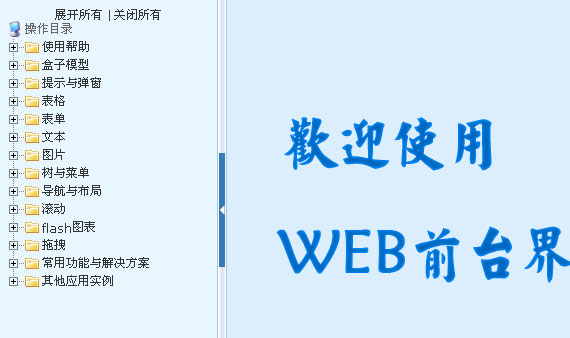 展开所有 | 关闭所有
操作目录
使用帮助
盒子模型
提示与弹窗
表格
表单
文本
图片
树与菜单
导航与布局
滚动
flash图表
拖拽
常用功能与解决方案
其他应用实例
歡迎使用
WEB前台界